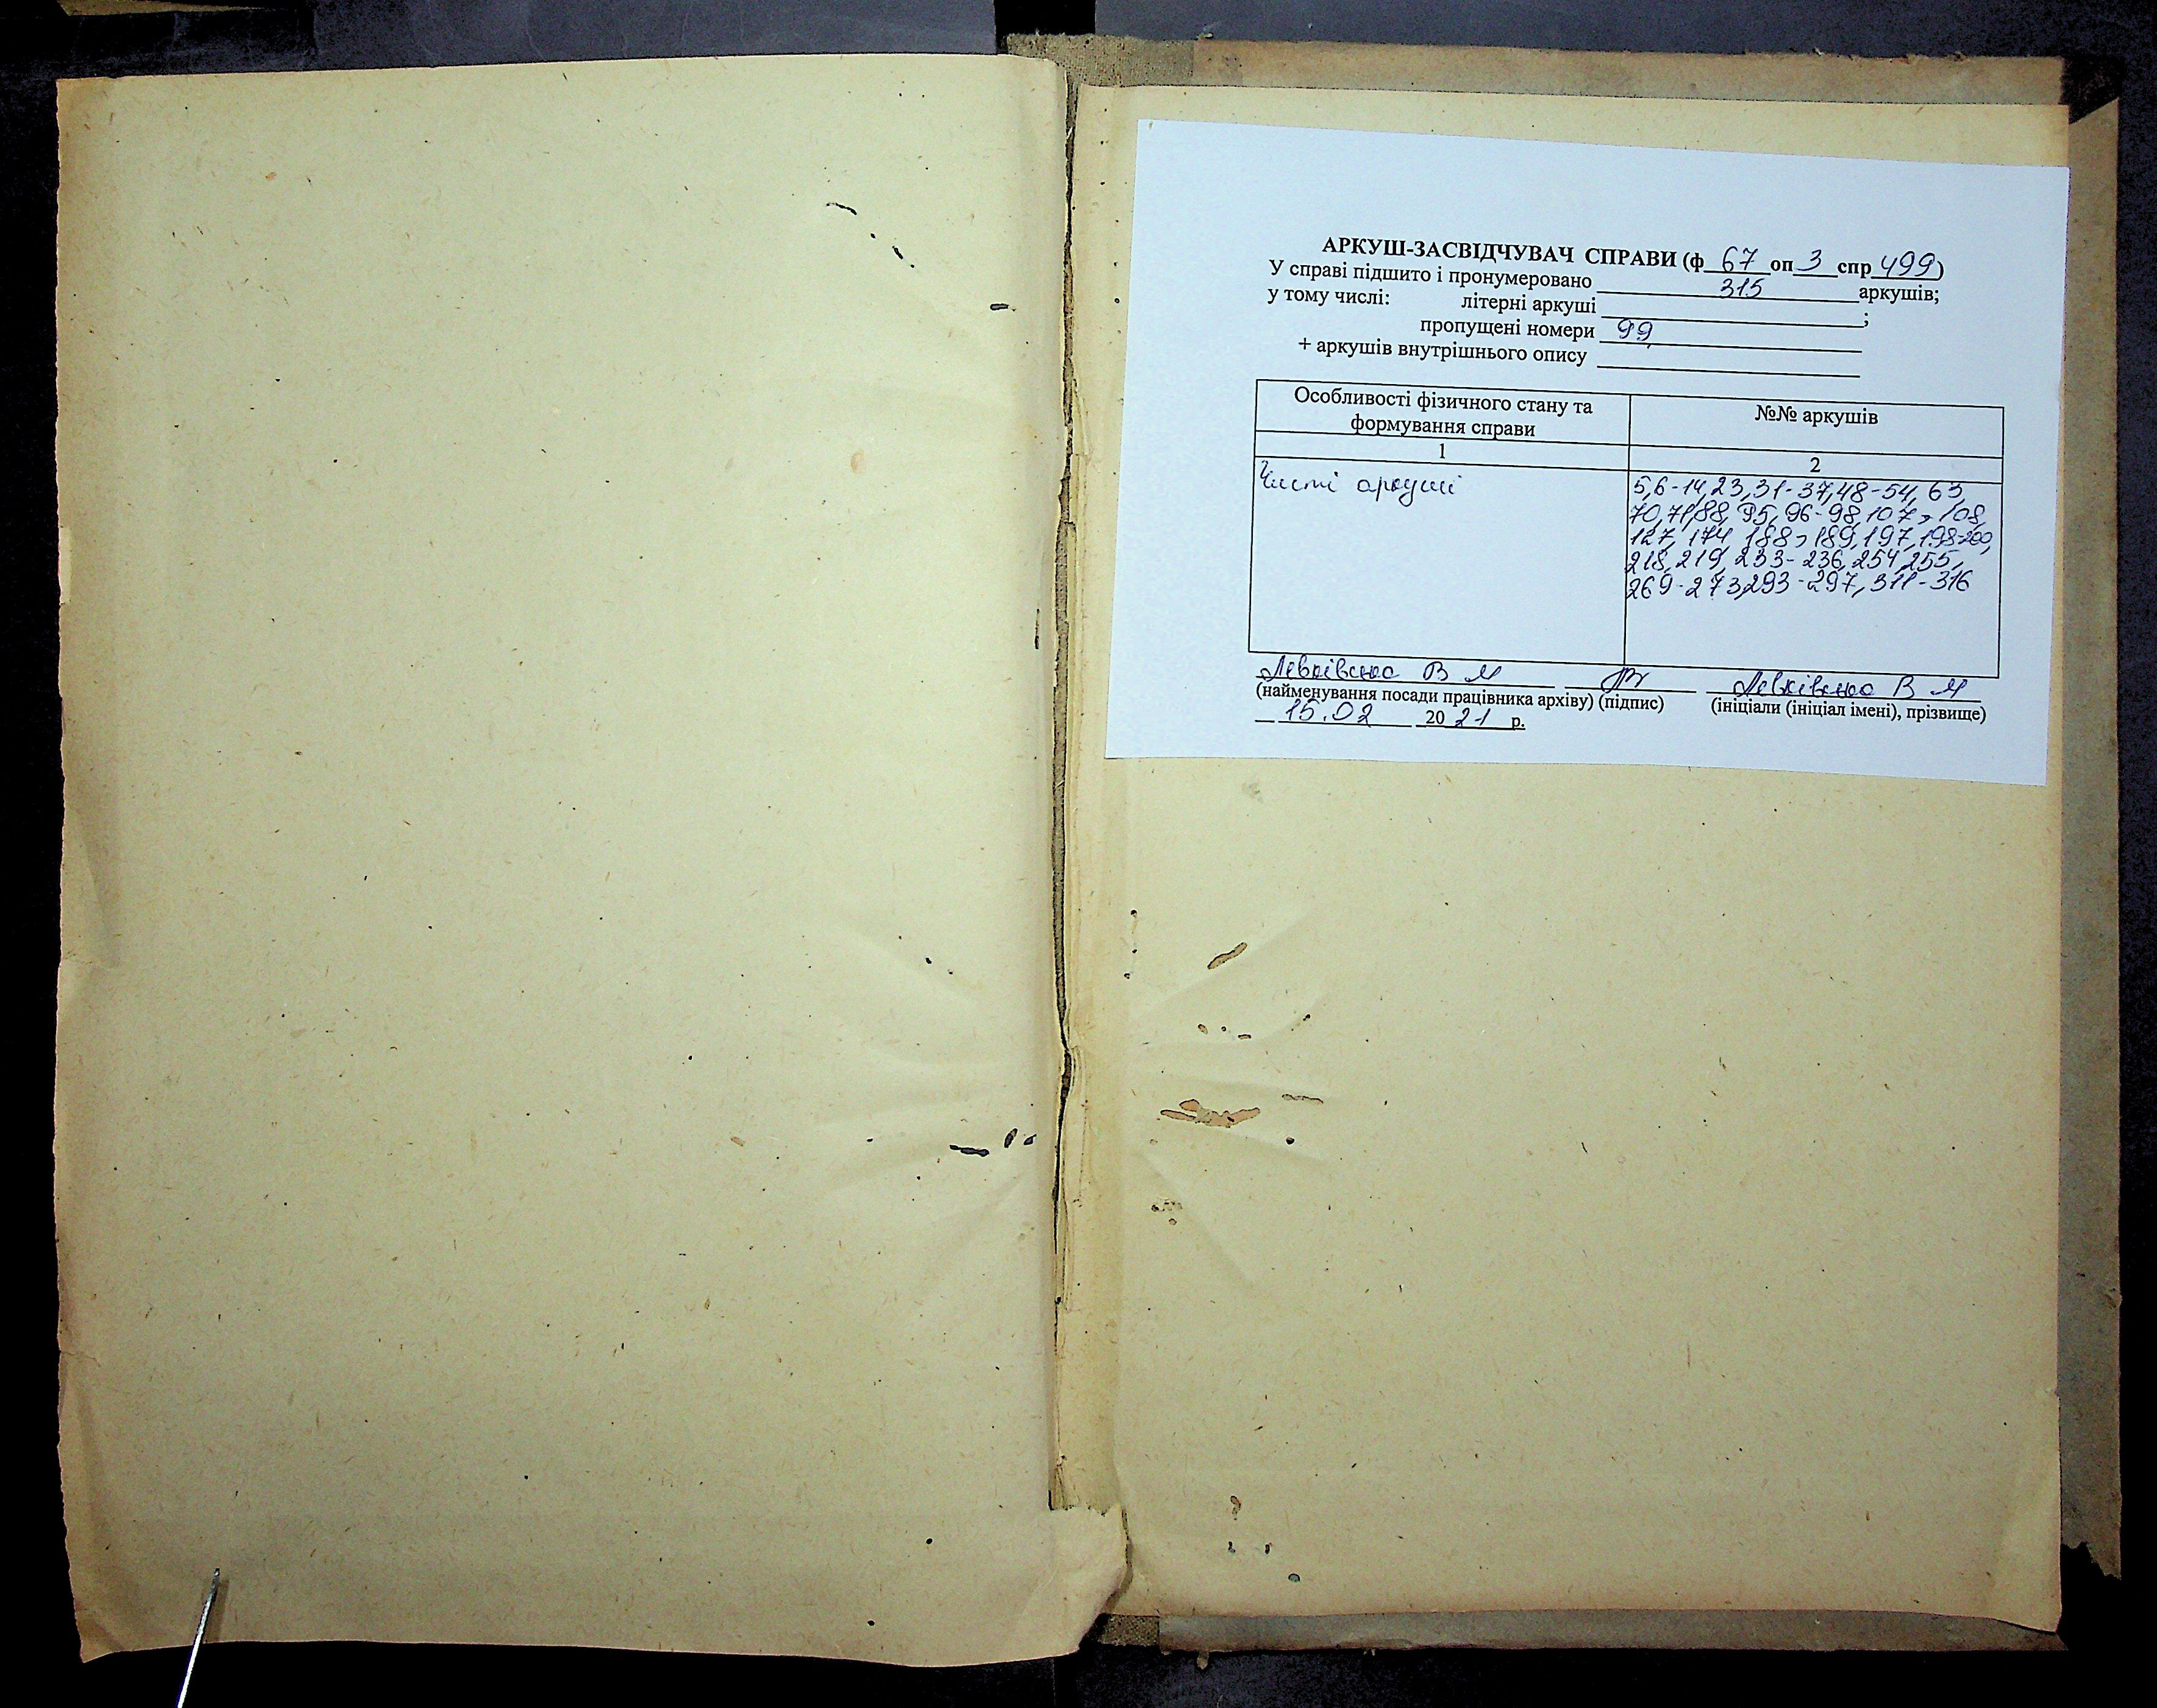 АРКУШ-ЗАСВІДЧУВАЧ СПРАВИ (ф 67 оп 3 спр 499)
У справі підшито і пронумеровано 315 аркушів;
у тому числі: літерні аркуші ;
пропущені номери 99,
+ аркушів внутрішнього опису
Особливості фізичного стану та формування справи
№№ аркушів
1
2
Чисті аркуші
5,6-14,23,31-37,48-54,63,
70,71,88,95,96-98,107,108,
127,174,188,189,197,198-200,
218,219,233-236,254,255,
269-273,293-297,311-316
Левківська В М Левківська В М
(найменування посади працівника архіву) (підпис) (ініціали (ініціал імені), прізвище)
15.02 2021 р.